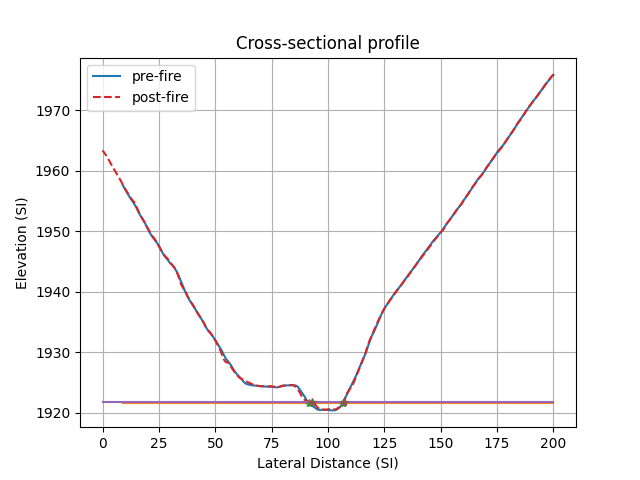 Cross-sectional profile
pre-fire
post-fire
1970
1960
1950
1940
1930
1920
Elevation (SI)
0 25 50 75 100 125 150 175 200
Lateral Distance (SI)